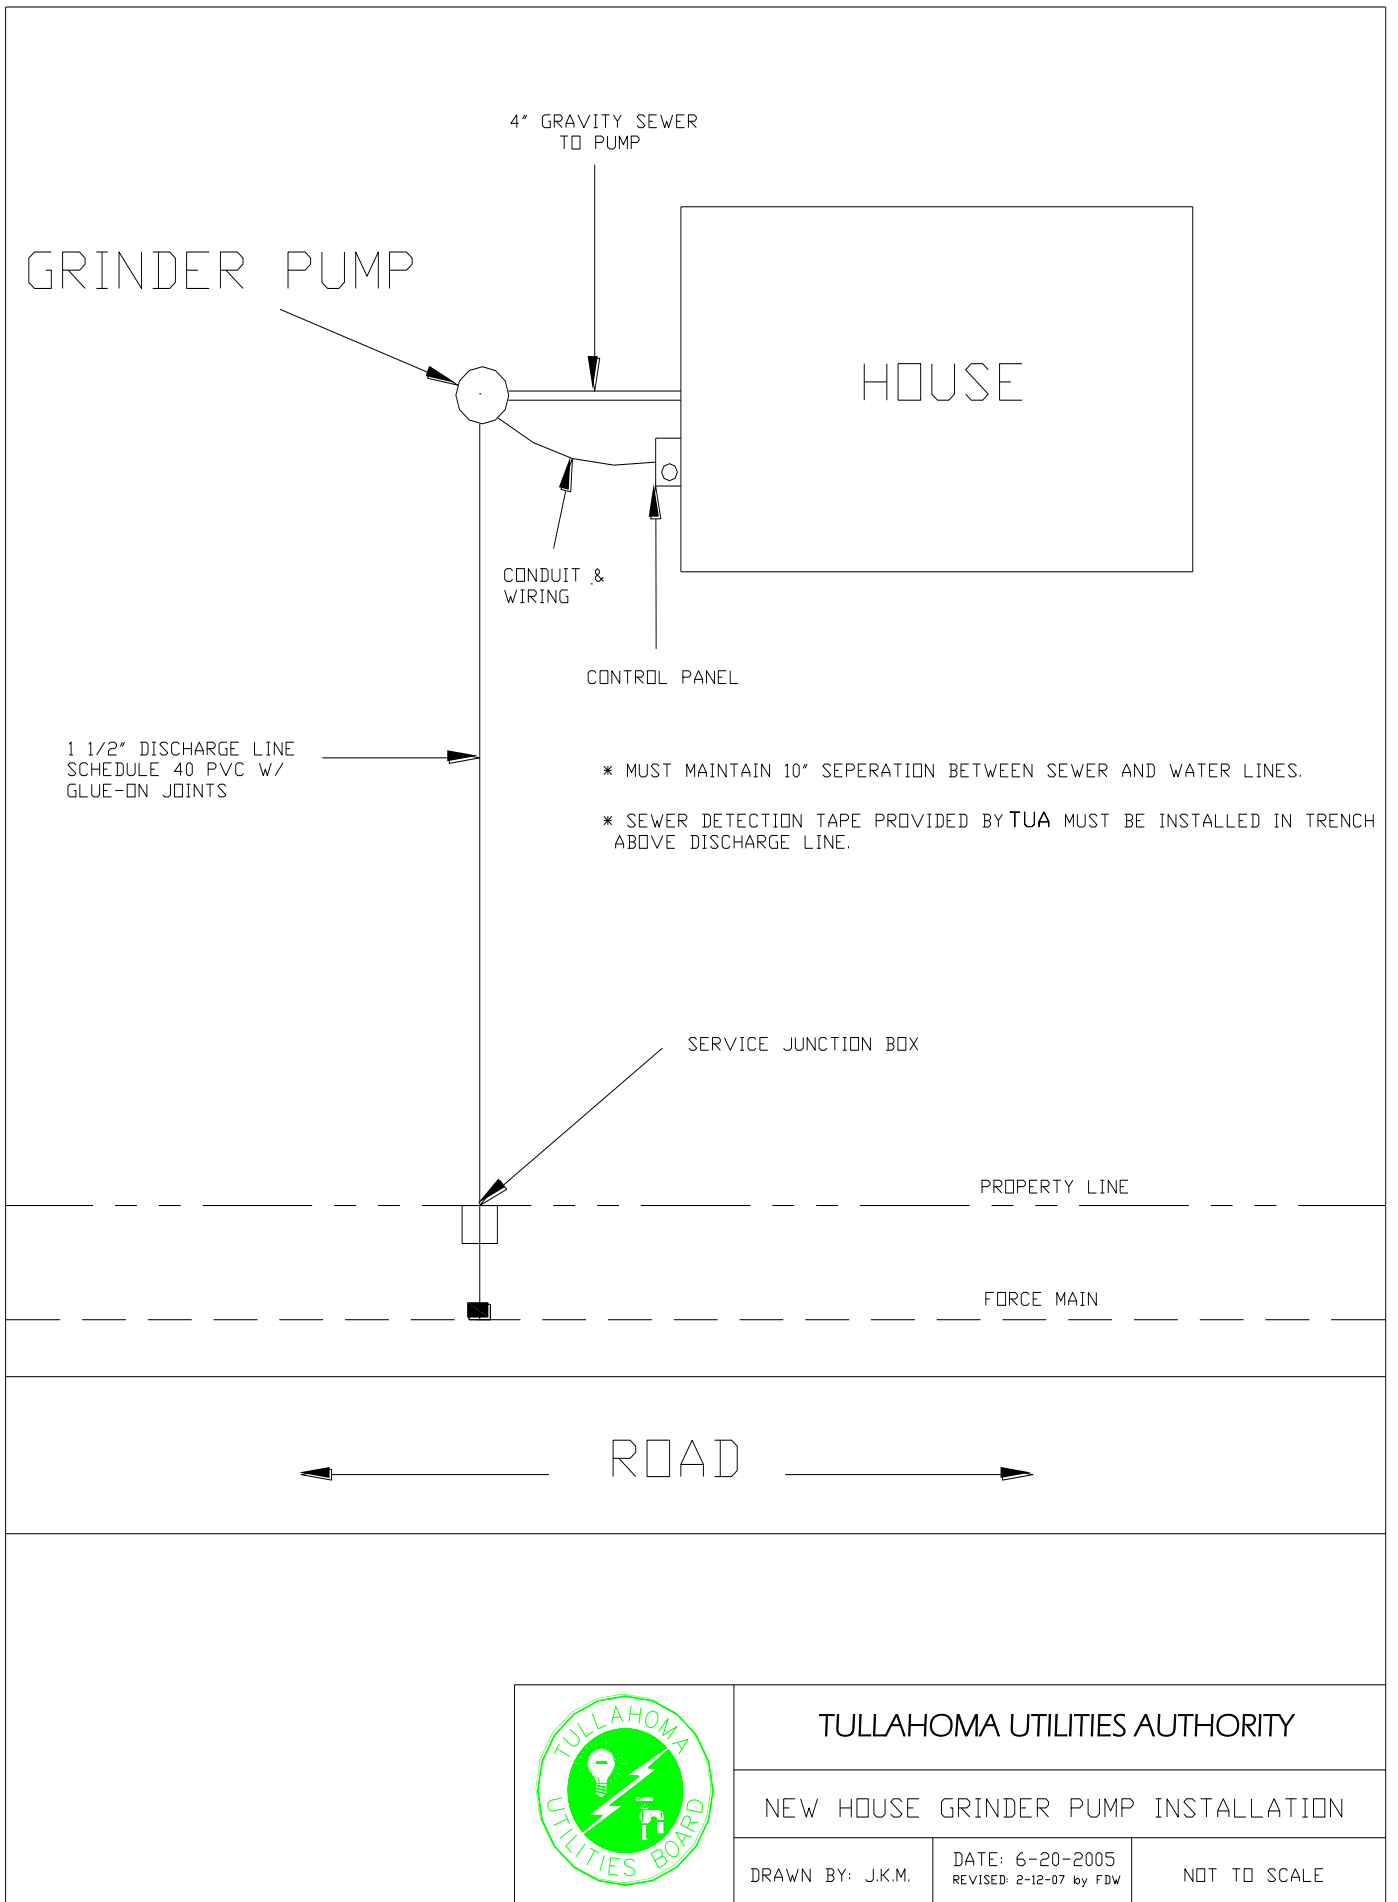 4" GRAVITY SEWER
TO PUMP
GRINDER PUMP
HOUSE
CONDUIT &
WIRING
CONTROL PANEL
1 1/2" DISCHARGE LINE
SCHEDULE 40 PVC W/
GLUE-ON JOINTS
* MUST MAINTAIN 10" SEPERATION BETWEEN SEWER AND WATER LINES.
* SEWER DETECTION TAPE PROVIDED BY TUA MUST BE INSTALLED IN TRENCH
ABOVE DISCHARGE LINE.
SERVICE JUNCTION BOX
PROPERTY LINE
FORCE MAIN
ROAD
TULLAHOMA
UTILITIES BOARD
TULLAHOMA UTILITIES AUTHORITY
NEW HOUSE GRINDER PUMP INSTALLATION
DRAWN BY: J.K.M.
DATE: 6-20-2005
REVISED: 2-12-07 by FDW
NOT TO SCALE